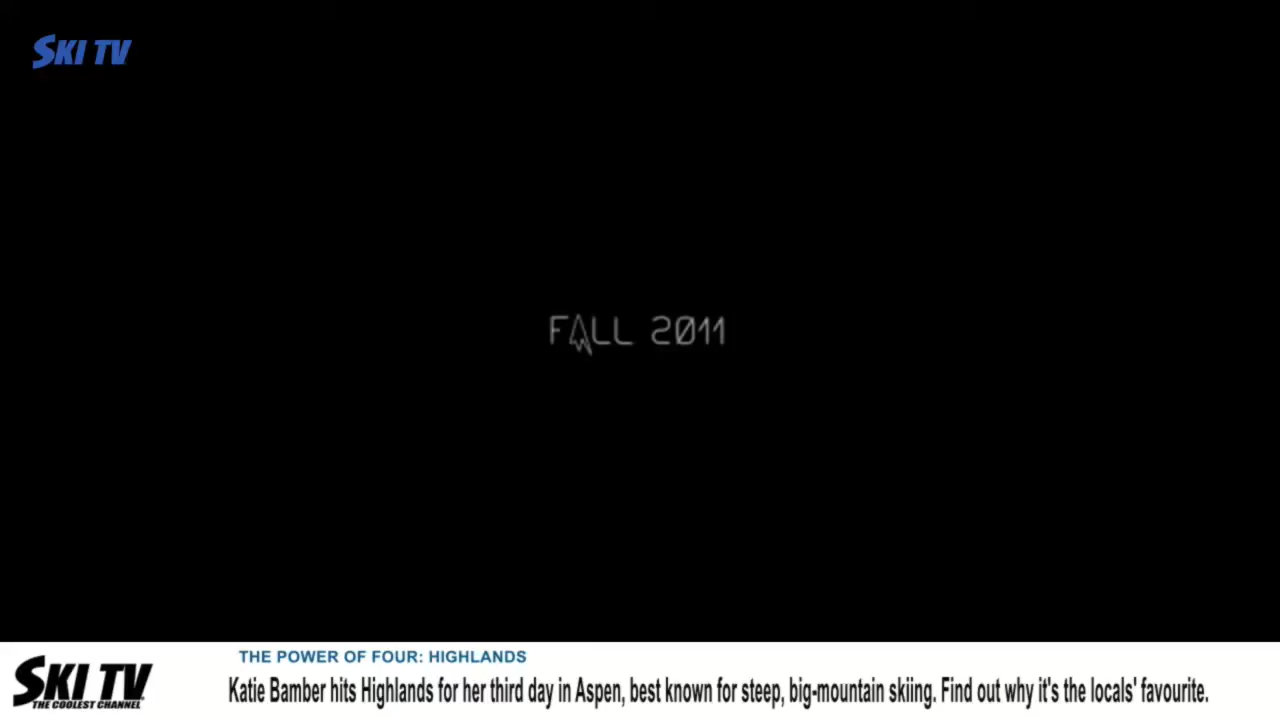 SKI TV
FALL 2011
THE POWER OF FOUR: HIGHLANDS
SKI TV
THE COOLEST CHANNEL
Katie Bamber hits Highlands for her third day in Aspen, best known for steep, big-mountain skiing. Find out why it's the locals' favourite.